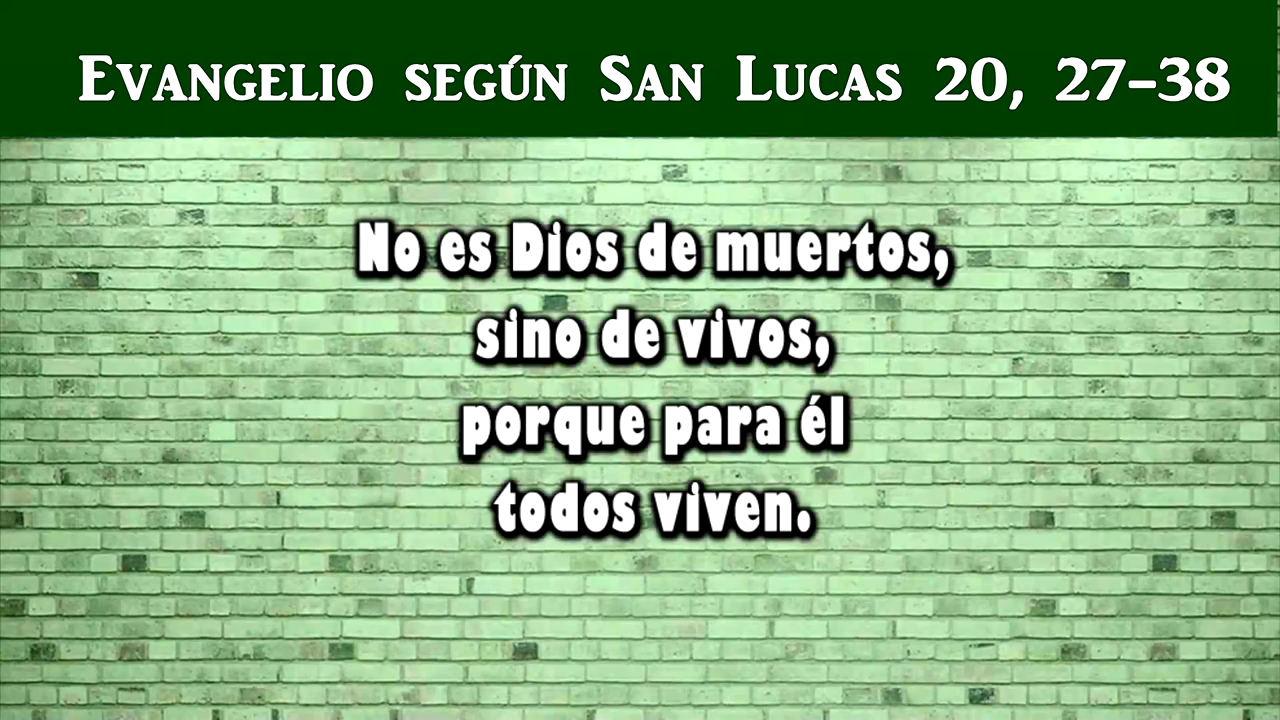 Evangelio según San Lucas 20, 27-38
No es Dios de muertos,
sino de vivos,
porque para él
todos viven.